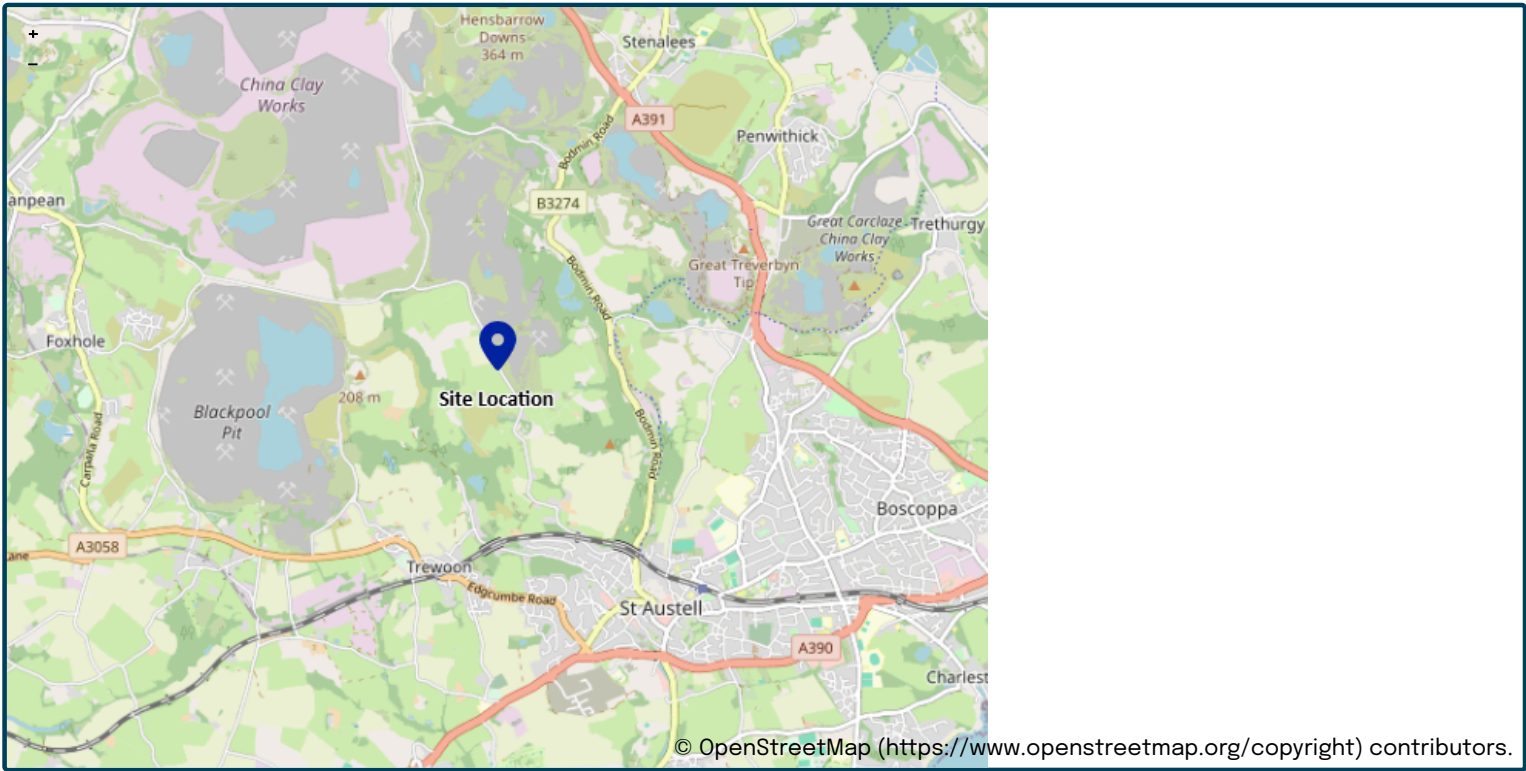 +
−
Hensbarrow
Downs
364 m
Stenalees
China Clay
Works
A391
Bodmin Road
Penwithick
anpean
B3274
Great Carclaze
China Clay
Works
Trethurgy
Great Treverbyn
Tip
Bodmin Road
Foxhole
208 m
Site Location
Blackpool
Pit
Bodmin Road
Carpalla Road
Boscoppa
A3058
ane
Trewoon
Edgcumbe Road
St Austell
A390
Charlest
© OpenStreetMap (https://www.openstreetmap.org/copyright) contributors.